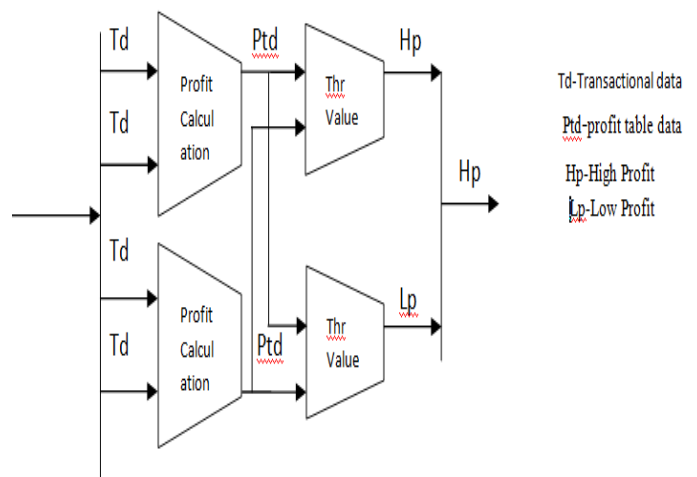 Td
Ptd
Hp
Profit
Calcul
ation
Thr
Value
Td
Td-Transactional data
Ptd-profit table data
Hp-High Profit
Lp-Low Profit
Hp
Td
Profit
Calcul
ation
Td
Ptd
Thr
Value
Lp